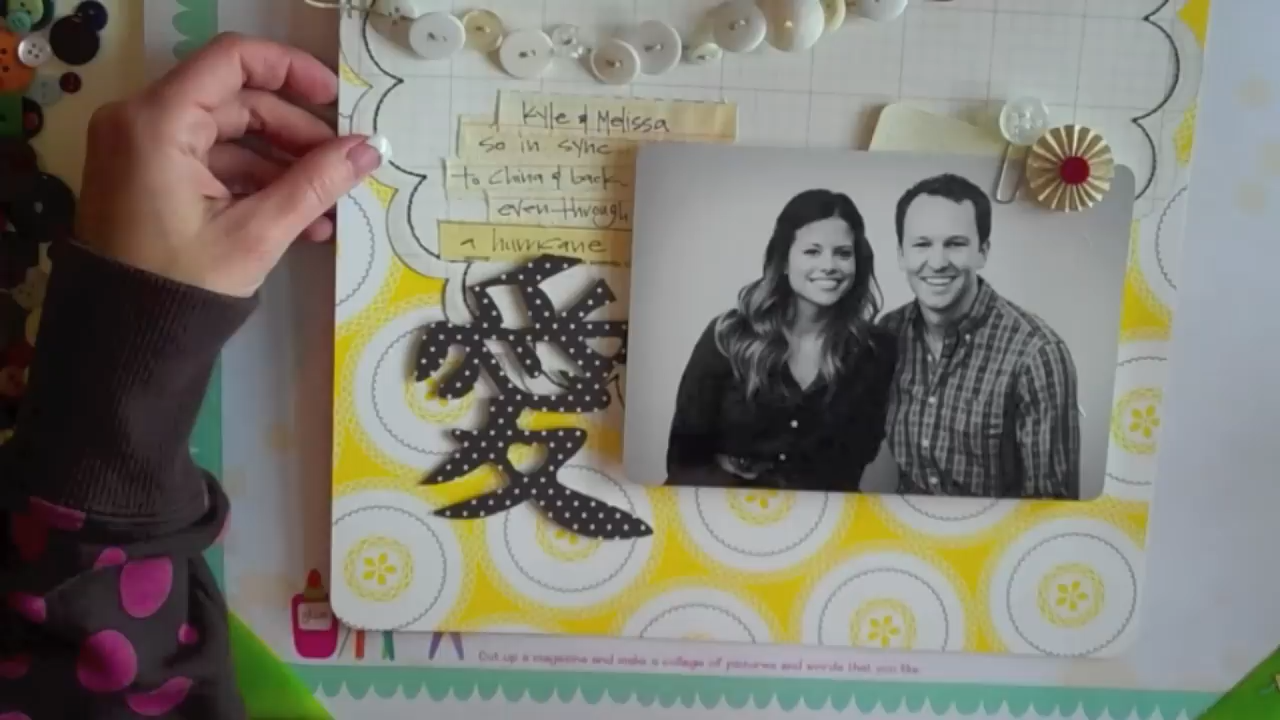 Kyle & Melissa
so in sync
to China & back
even through
a hurricane
愛
glue
Cut up a magazine and make a collage of pictures and words that you like